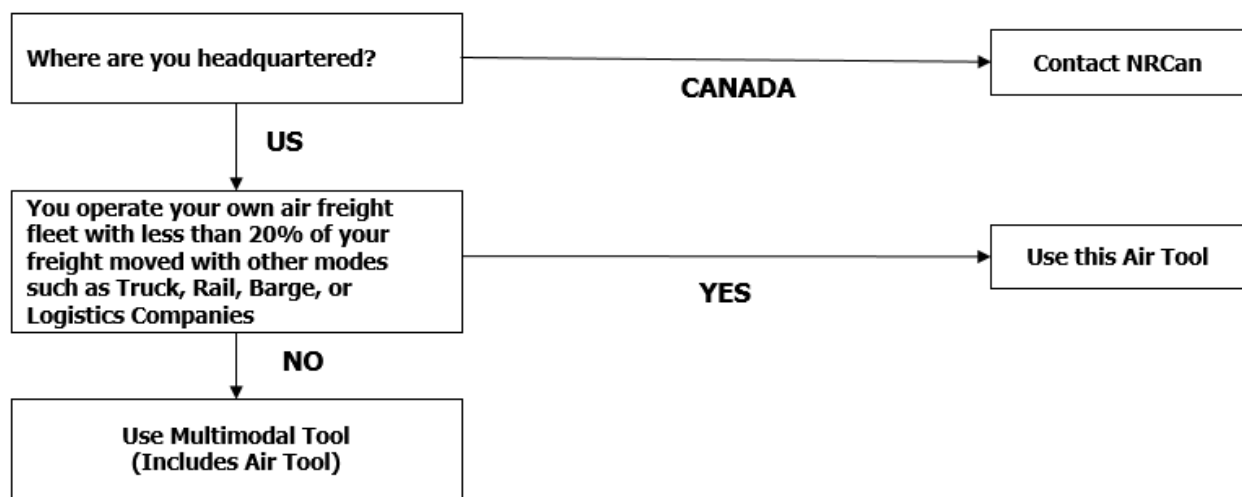 Where are you headquartered?
CANADA
Contact NRCan
US
You operate your own air freight
fleet with less than 20% of your
freight moved with other modes
such as Truck, Rail, Barge, or
Logistics Companies
YES
Use this Air Tool
NO
Use Multimodal Tool
(Includes Air Tool)